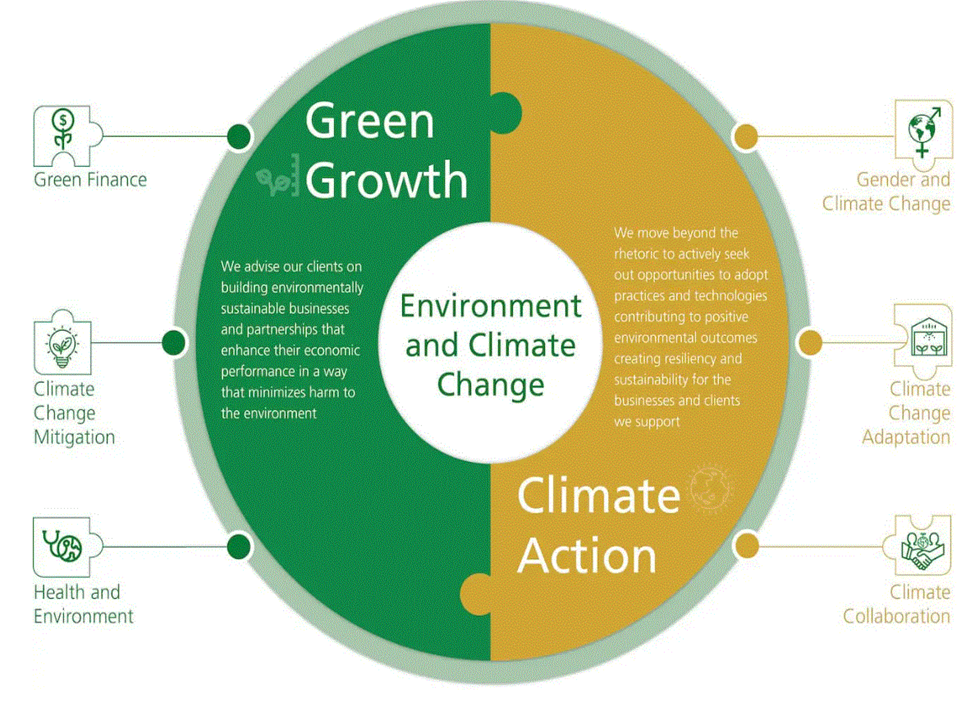 Green
Growth
We advise our clients on
building environmentally
sustainable businesses
and partnerships that
enhance their economic
performance in a way
that minimizes harm to
the environment
Environment
and Climate
Change
We move beyond the
rhetoric to actively seek
out opportunities to adopt
practices and technologies
contributing to positive
environmental outcomes
creating resiliency and
sustainability for the
businesses and clients
we support
Climate
Action
$
Green Finance
Climate
Change
Mitigation
Health and
Environment
Gender and
Climate Change
Climate
Change
Adaptation
Climate
Collaboration